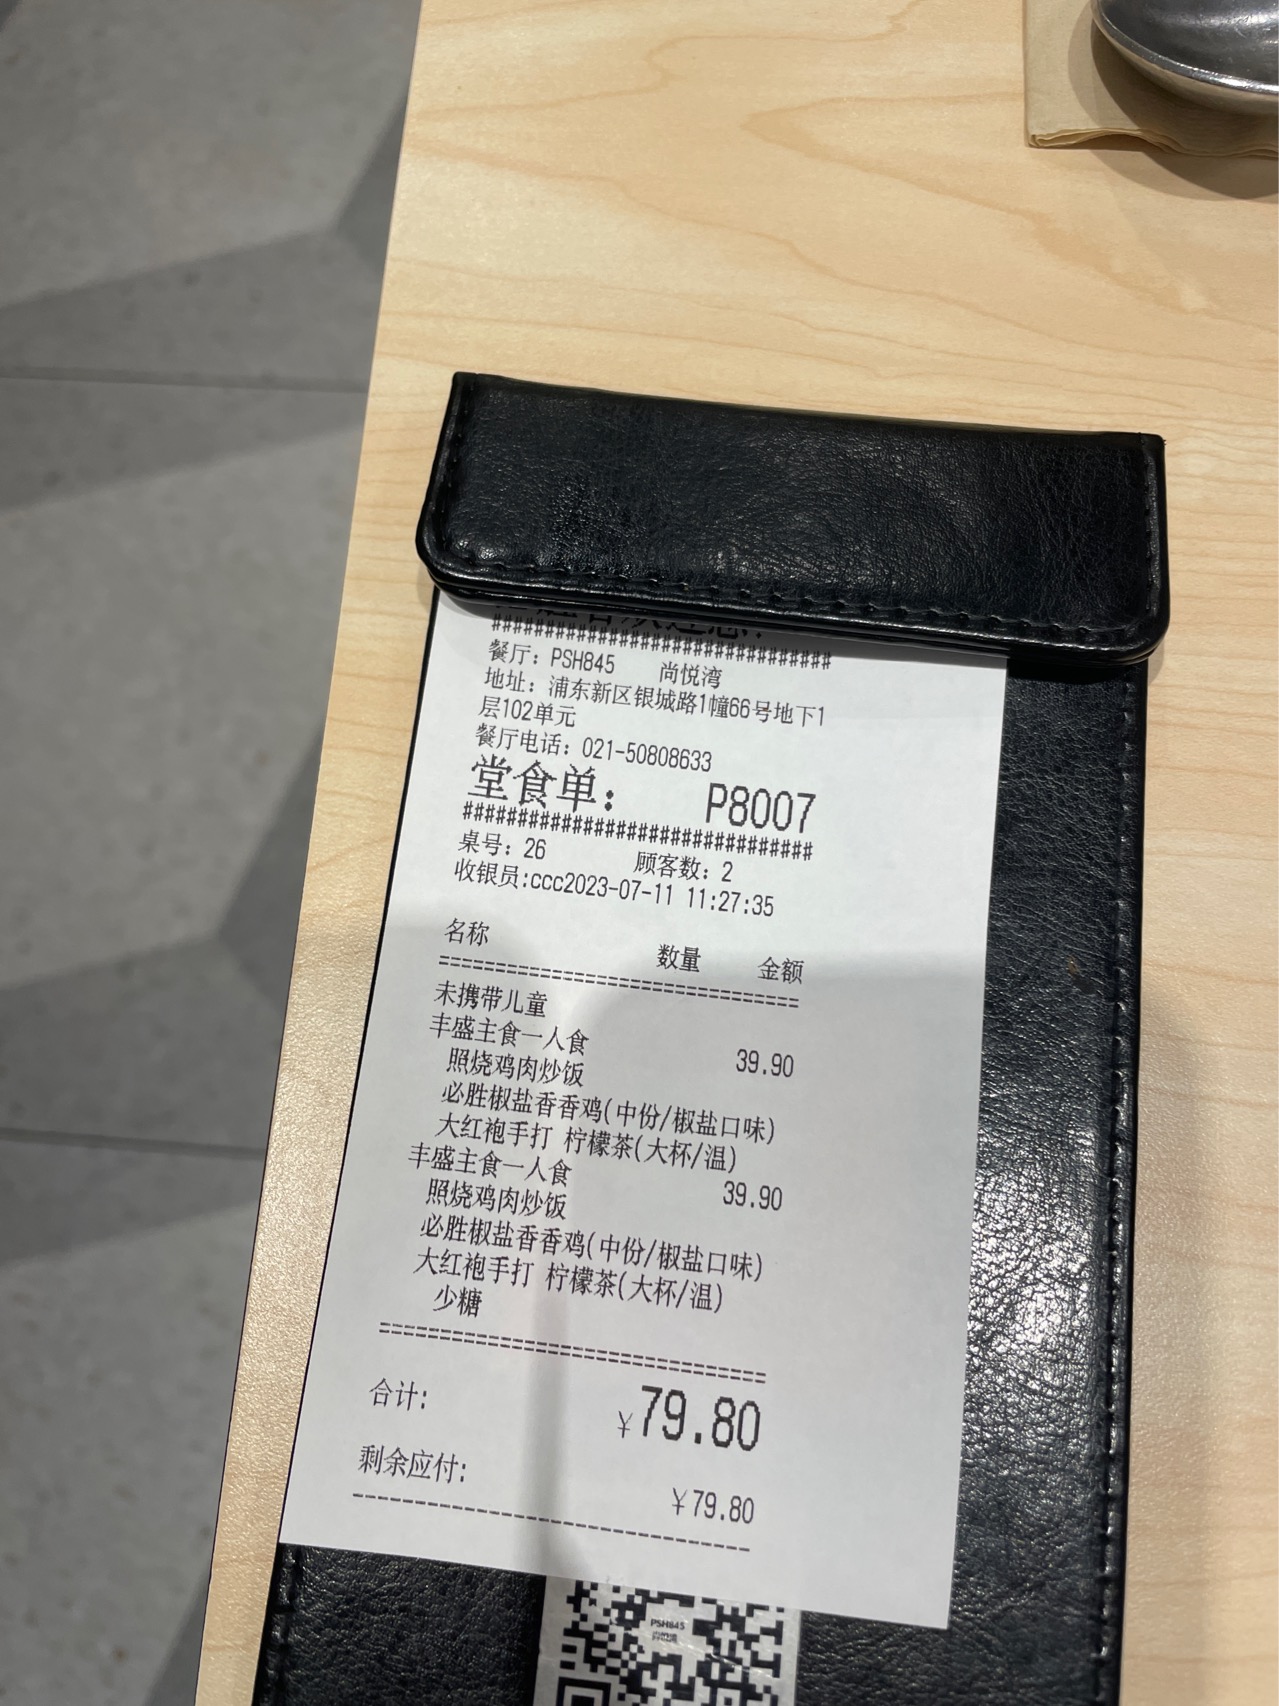 ################################
餐厅：PSH845 尚悦湾
地址：浦东新区银城路1幢66号地下1
层102单元
餐厅电话：021-50808633
堂食单： P8007
################################
桌号：26 顾客数：2
收银员:ccc2023-07-11 11:27:35
名称 数量 金额
================================
未携带儿童
丰盛主食一人食 39.90
照烧鸡肉炒饭
必胜椒盐香香鸡(中份/椒盐口味)
大红袍手打 柠檬茶(大杯/温)
丰盛主食一人食 39.90
照烧鸡肉炒饭
必胜椒盐香香鸡(中份/椒盐口味)
大红袍手打 柠檬茶(大杯/温)
少糖
================================
合计: ￥79.80
剩余应付: ￥79.80
--------------------------------
PSH845
尚悦湾